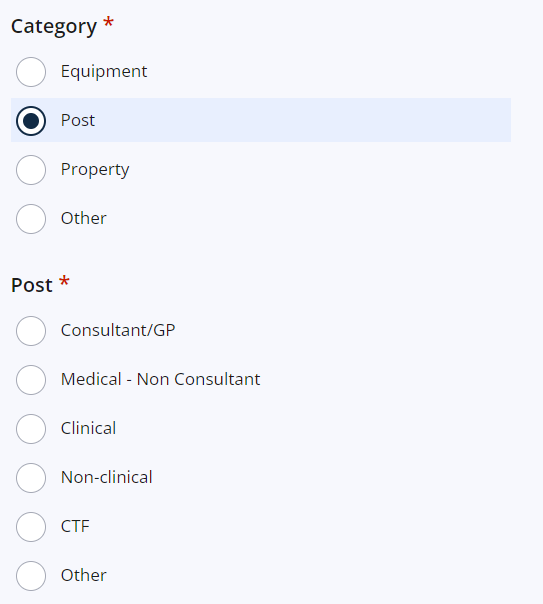 Category *
Equipment
Post
Property
Other
Post *
Consultant/GP
Medical - Non Consultant
Clinical
Non-clinical
CTF
Other